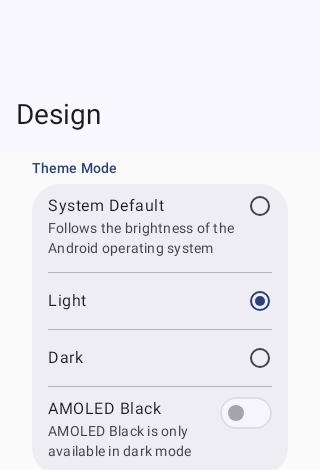 Design
Theme Mode
System Default
Follows the brightness of the
Android operating system
Light
Dark
AMOLED Black
AMOLED Black is only
available in dark mode